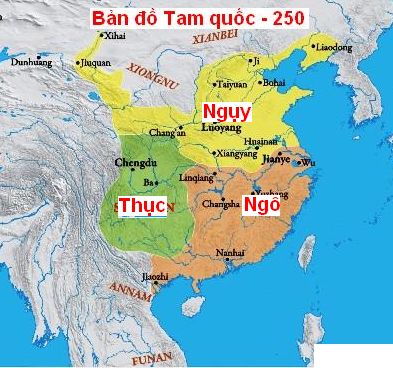 Bản đồ Tam quốc - 250
Xihai
XIANBEI
Liaodong
Dunhuang
Jiuquan
XIONGNU
Ji
Taiyuan
Bohai
Ngụy
Chang'an
Luoyang
Huainan
Chengdu
Xiangyang
Jianye
Wu
Ba
Linqiang
Yuzhang
Thục
Changsha
Ngô
Nanhai
Jiaozhi
ANNAM
FUNAN